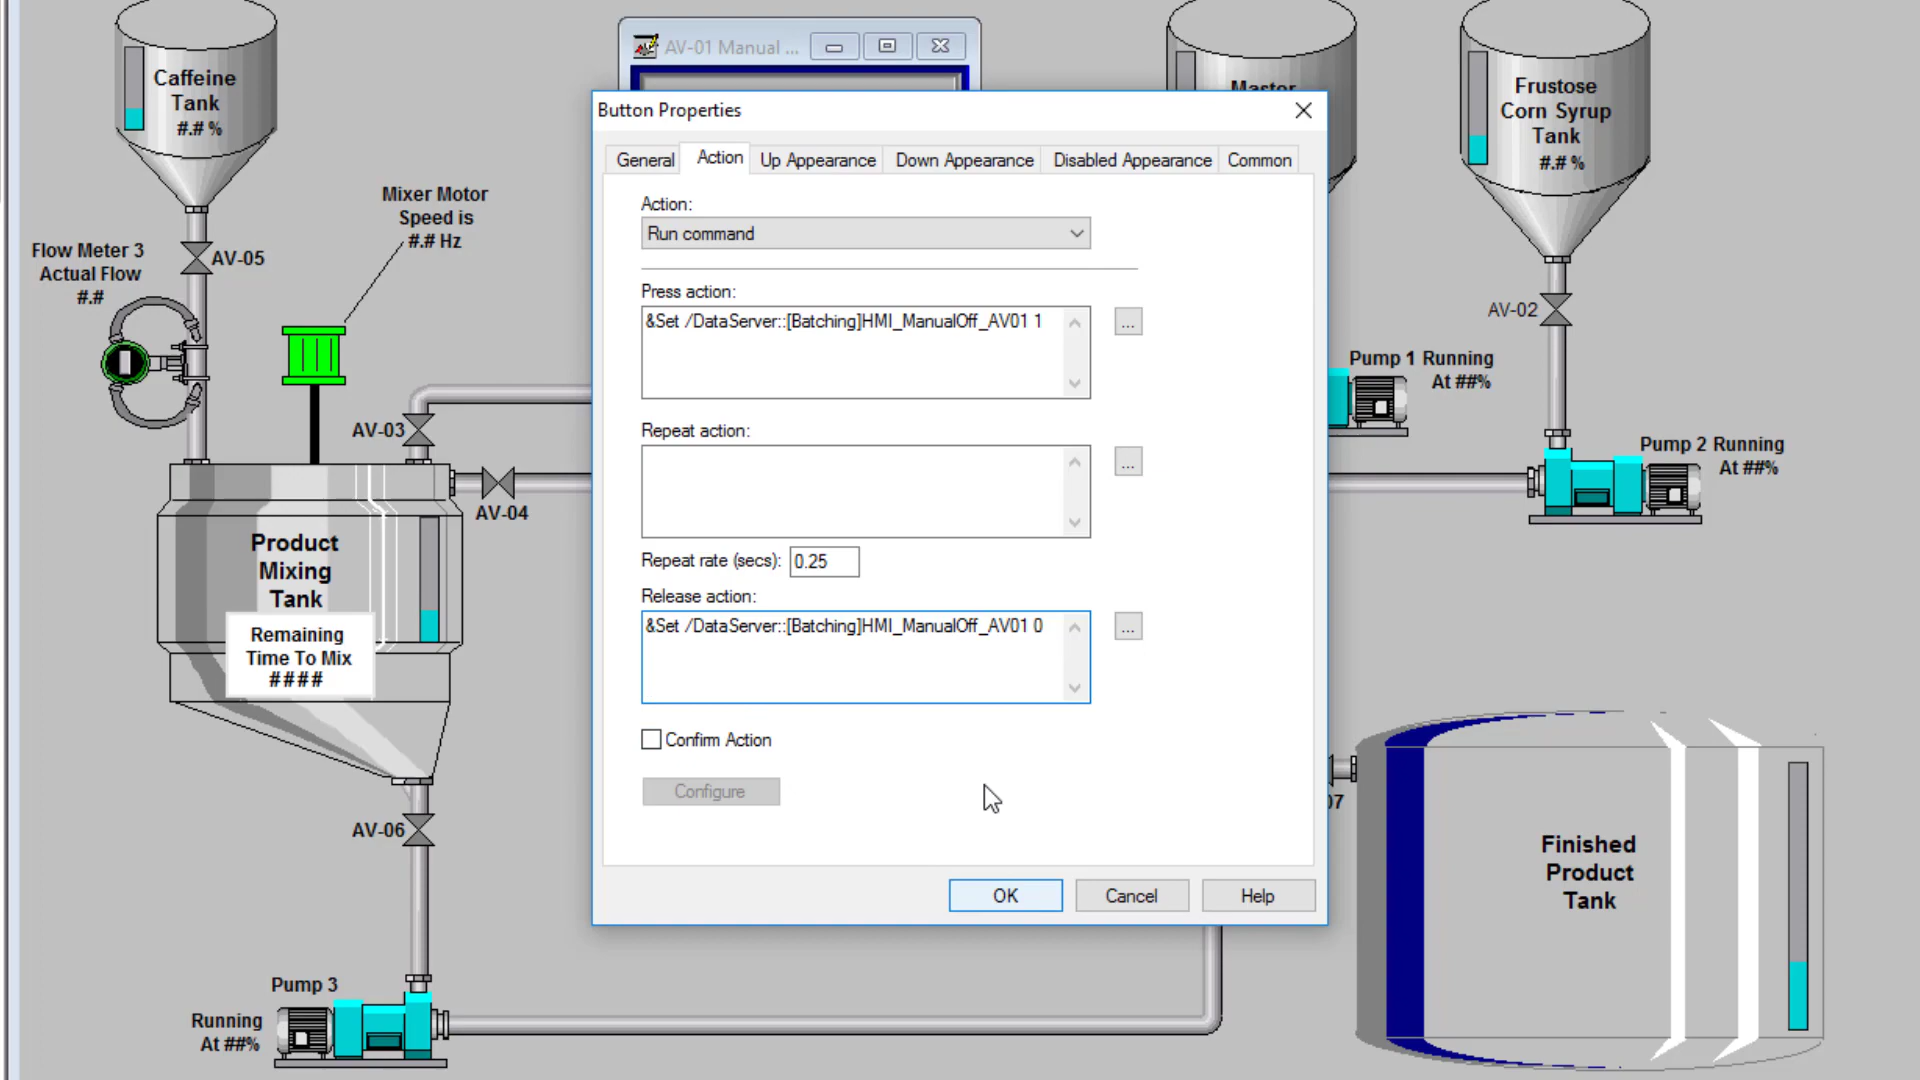 Caffeine
Tank
#.# %
Mixer Motor
Speed is
#.# Hz
Flow Meter 3
Actual Flow
#.#
AV-05
AV-03
AV-04
Product
Mixing
Tank
Remaining
Time To Mix
####
AV-06
Pump 3
Running
At ##%
AV-01 Manual ...
Button Properties
General
Action
Up Appearance
Down Appearance
Disabled Appearance
Common
Action:
Run command
Press action:
&Set /DataServer::[Batching]HMI_ManualOff_AV01 1
...
Repeat action:
...
Repeat rate (secs): 0.25
Release action:
&Set /DataServer::[Batching]HMI_ManualOff_AV01 0
...
Confirm Action
Configure
OK
Cancel
Help
Master
Frustose
Corn Syrup
Tank
#.# %
AV-02
Pump 1 Running
At ##%
Pump 2 Running
At ##%
07
Finished
Product
Tank